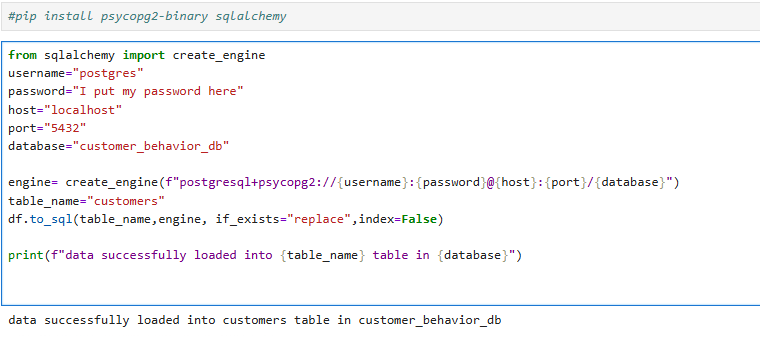 #pip install psycopg2-binary sqlalchemy
from sqlalchemy import create_engine
username="postgres"
password="I put my password here"
host="localhost"
port="5432"
database="customer_behavior_db"
engine= create_engine(f"postgresql+psycopg2://{username}:{password}@{host}:{port}/{database}")
table_name="customers"
df.to_sql(table_name,engine, if_exists="replace",index=False)
print(f"data successfully loaded into {table_name} table in {database}")
data successfully loaded into customers table in customer_behavior_db